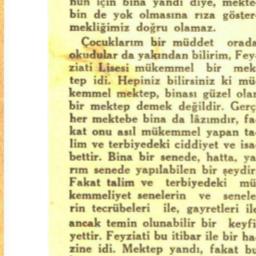 nun için bina yandı diye, mekte-
bin de yok olmasına rıza göster-
mekliğimiz doğru olamaz.
Çocuklarım bir müddet orada
okudular da yakından bilirim, Fey-
ziati Lisesi mükemmel bir mek-
tep idi. Hepiniz bilirsiniz ki mü-
kemmel mektep, binası güzel olan
bir mektep demek değildir. Gerçi
her mektebe bina da lâzımdır, fa-
kat onu asıl mükemmel yapan ta-
lim ve terbiyedeki ciddiyet ve isa-
bettir. Bina bir senede, hatta, ya-
rım senede yapılabilen bir şeydir.
Fakat talim ve terbiyedeki mü-
kemmeliyet senelerin ve senele-
rin tecrübeleri ile, gayretleri ile
ancak temin olunabilir bir keyfi-
yettir. Feyziati bu itibar ile bir ha-
zine idi. Mektep yandı, fakat bu